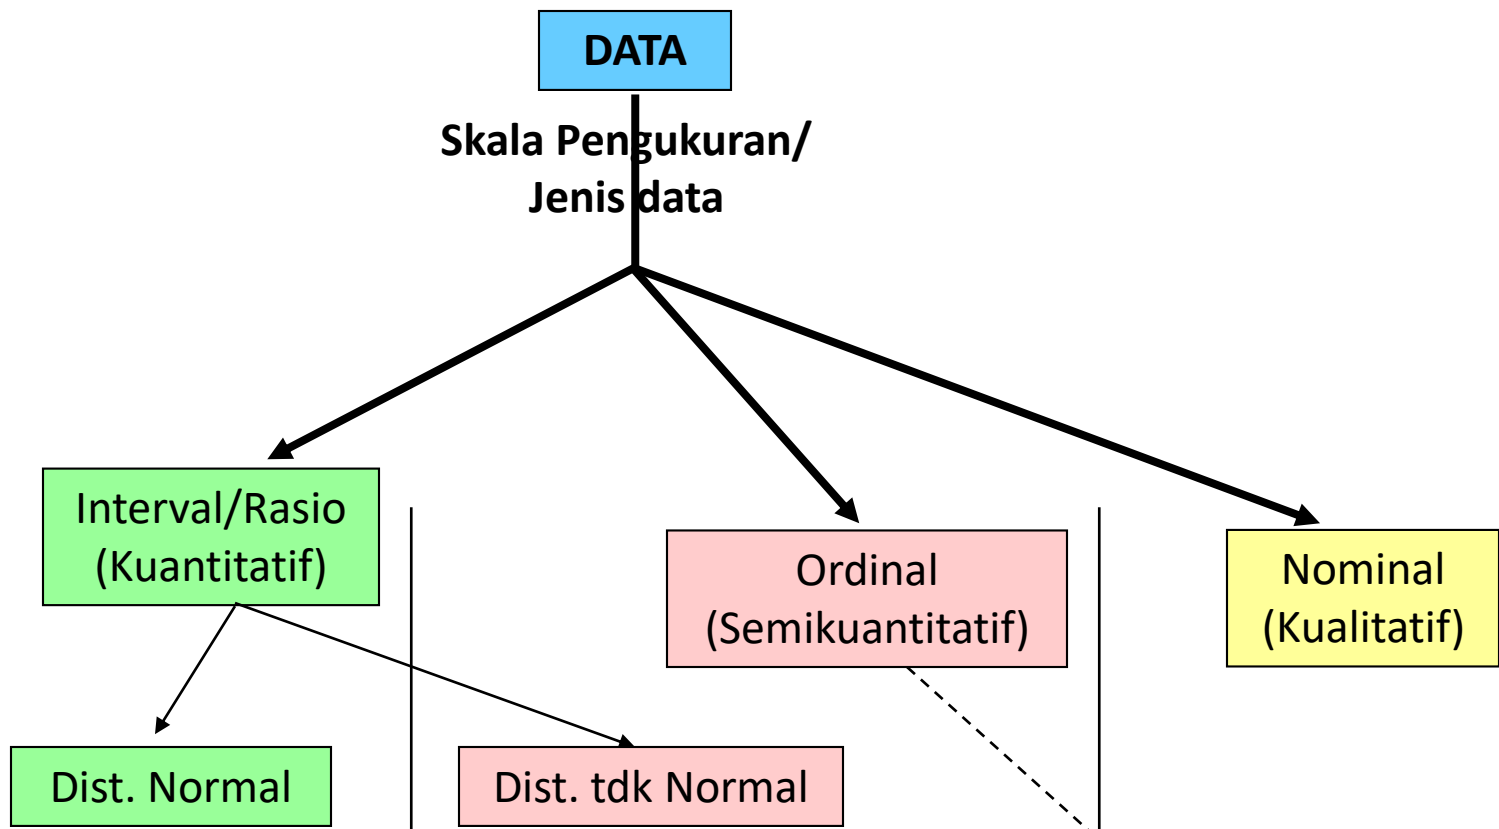 DATA
Skala Pengukuran/
Jenis data
Interval/Rasio
(Kuantitatif)
Ordinal
(Semikuantitatif)
Nominal
(Kualitatif)
Dist. Normal
Dist. tdk Normal